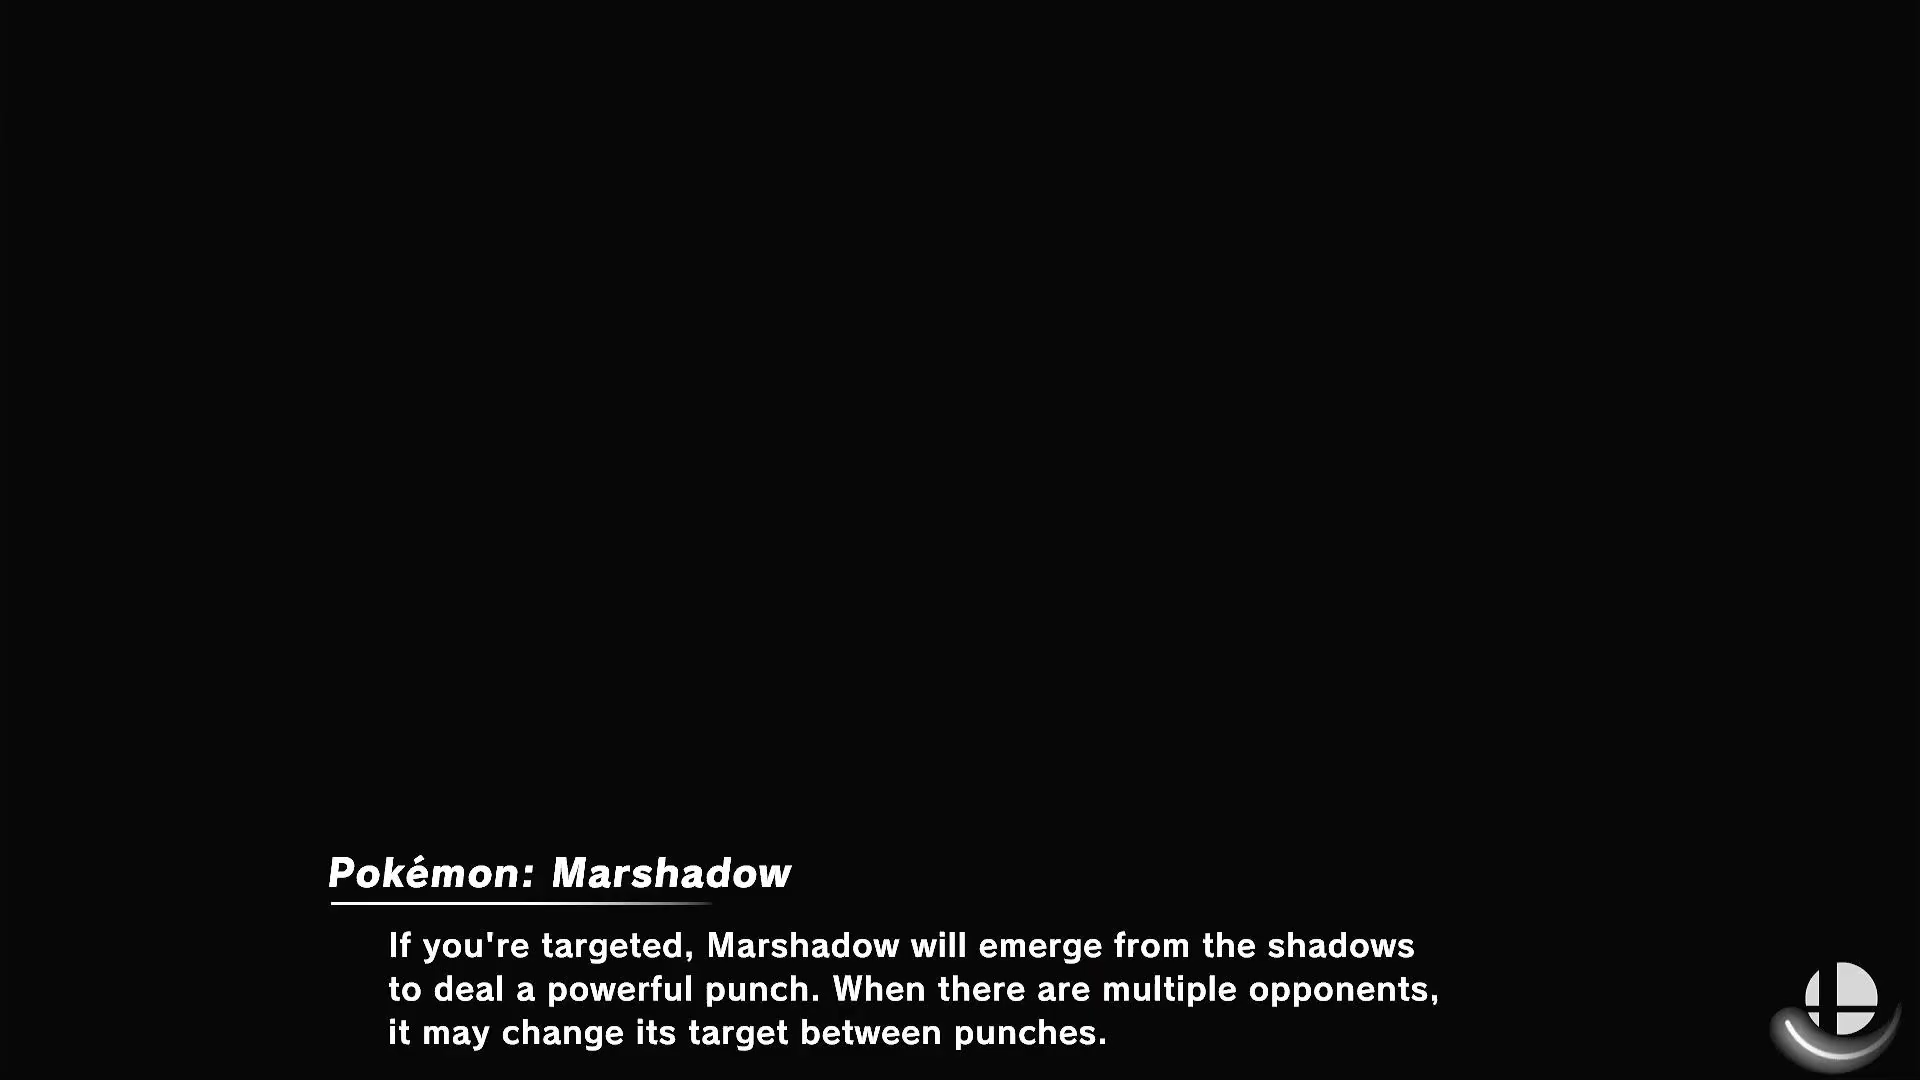 Pokémon: Marshadow
If you're targeted, Marshadow will emerge from the shadows
to deal a powerful punch. When there are multiple opponents,
it may change its target between punches.